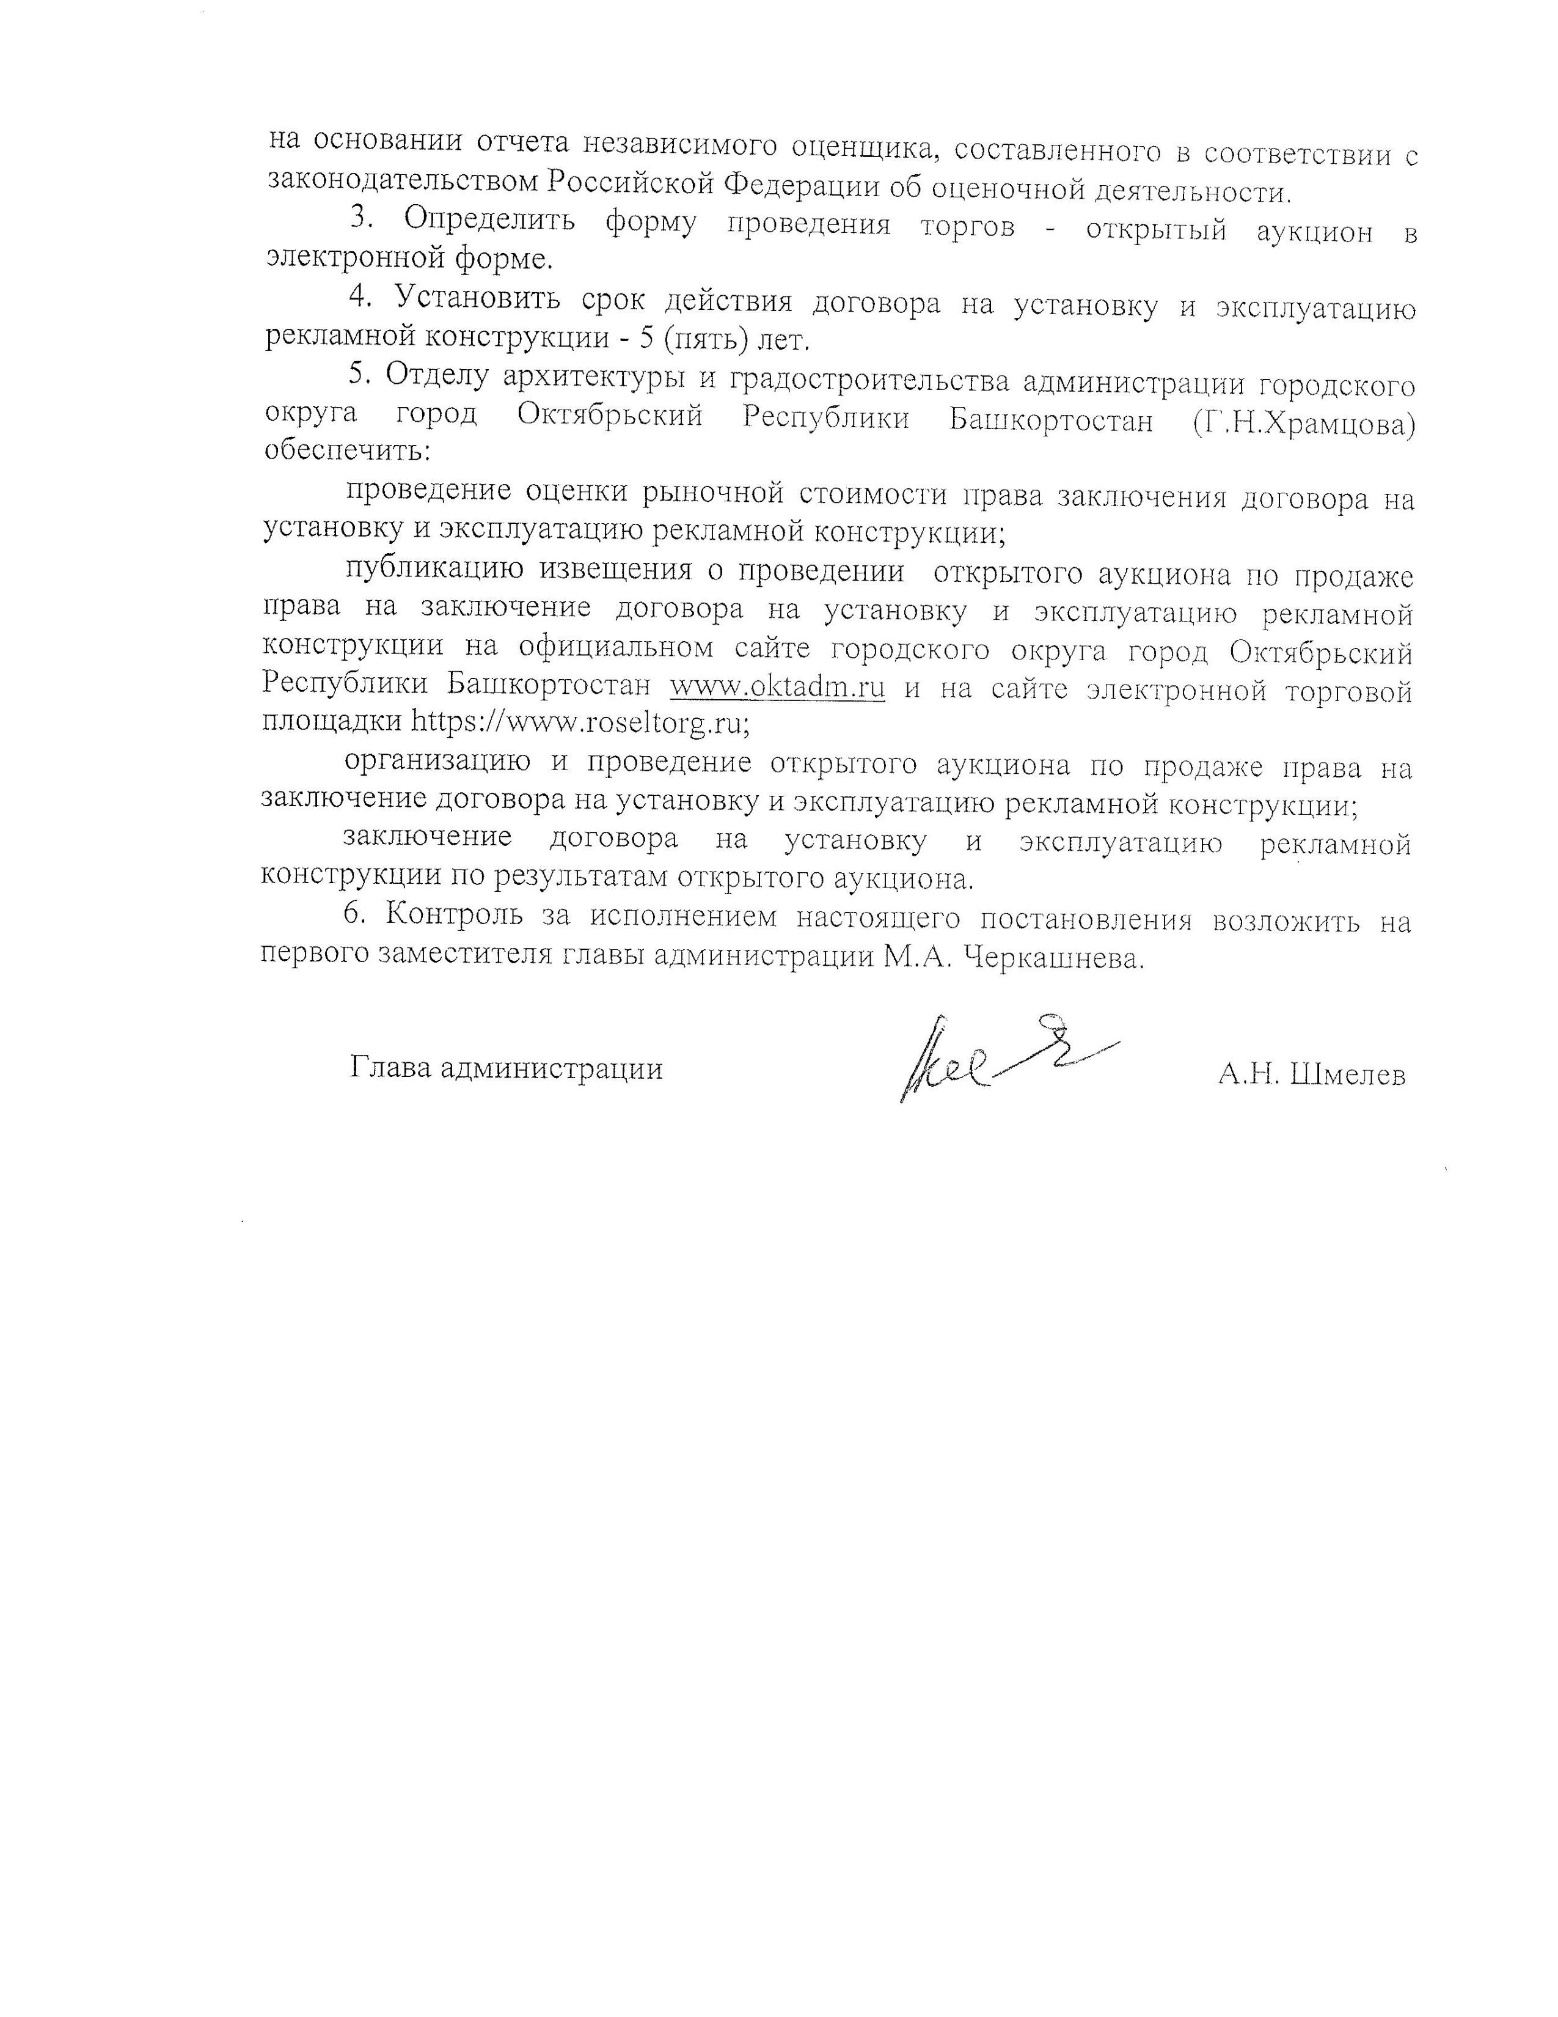 на основании отчета независимого оценщика, составленного в соответствии с
законодательством Российской Федерации об оценочной деятельности.
3. Определить форму проведения торгов - открытый аукцион в
электронной форме.
4. Установить срок действия договора на установку и эксплуатацию
рекламной конструкции - 5 (пять) лет.
5. Отделу архитектуры и градостроительства администрации городского
округа город Октябрьский Республики Башкортостан (Г.Н.Храмцова)
обеспечить:
проведение оценки рыночной стоимости права заключения договора на
установку и эксплуатацию рекламной конструкции;
публикацию извещения о проведении открытого аукциона по продаже
права на заключение договора на установку и эксплуатацию рекламной
конструкции на официальном сайте городского округа город Октябрьский
Республики Башкортостан www.oktadm.ru и на сайте электронной торговой
площадки https://www.roseltorg.ru;
организацию и проведение открытого аукциона по продаже права на
заключение договора на установку и эксплуатацию рекламной конструкции;
заключение договора на установку и эксплуатацию рекламной
конструкции по результатам открытого аукциона.
6. Контроль за исполнением настоящего постановления возложить на
первого заместителя главы администрации М.А. Черкашнева.
Глава администрации А.Н. Шмелев